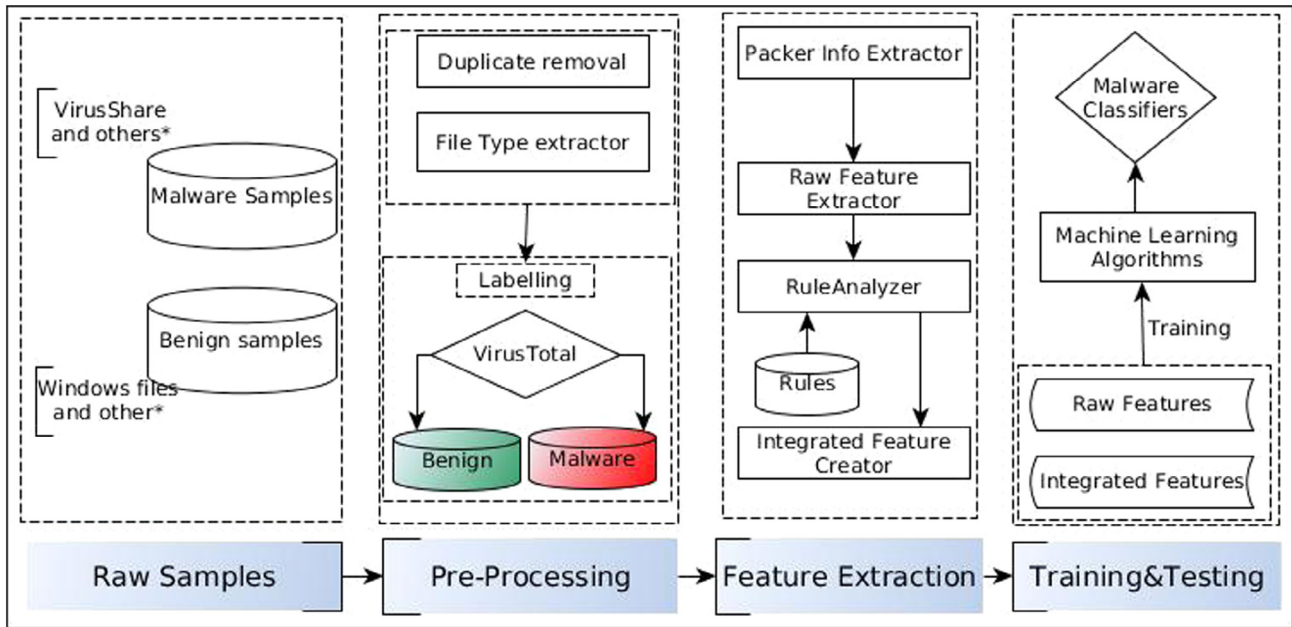 VirusShare
and others*
Malware Samples
Benign samples
Windows files
and other*
Raw Samples
Duplicate removal
File Type extractor
Labelling
VirusTotal
Benign
Malware
Pre-Processing
Packer Info Extractor
Raw Feature
Extractor
RuleAnalyzer
Rules
Integrated Feature
Creator
Feature Extraction
Malware
Classifiers
Machine Learning
Algorithms
Training
Raw Features
Integrated Features
Training&Testing